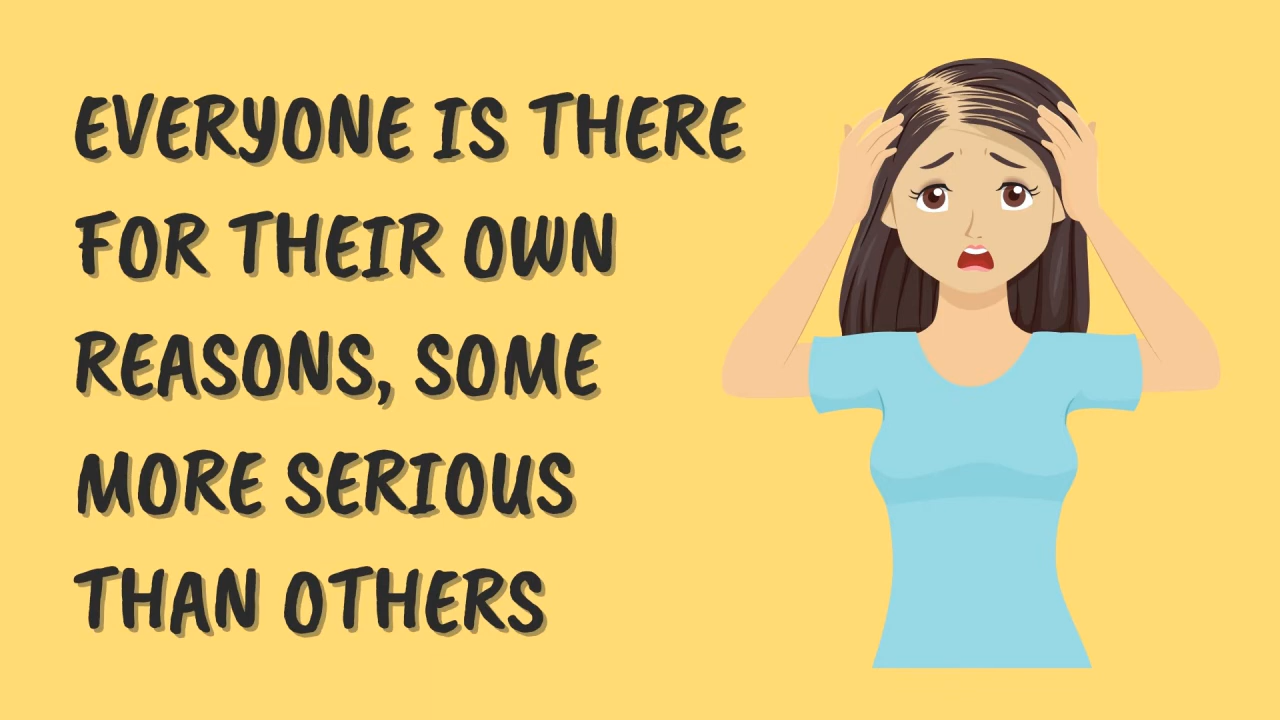 EVERYONE IS THERE
FOR THEIR OWN
REASONS, SOME
MORE SERIOUS
THAN OTHERS